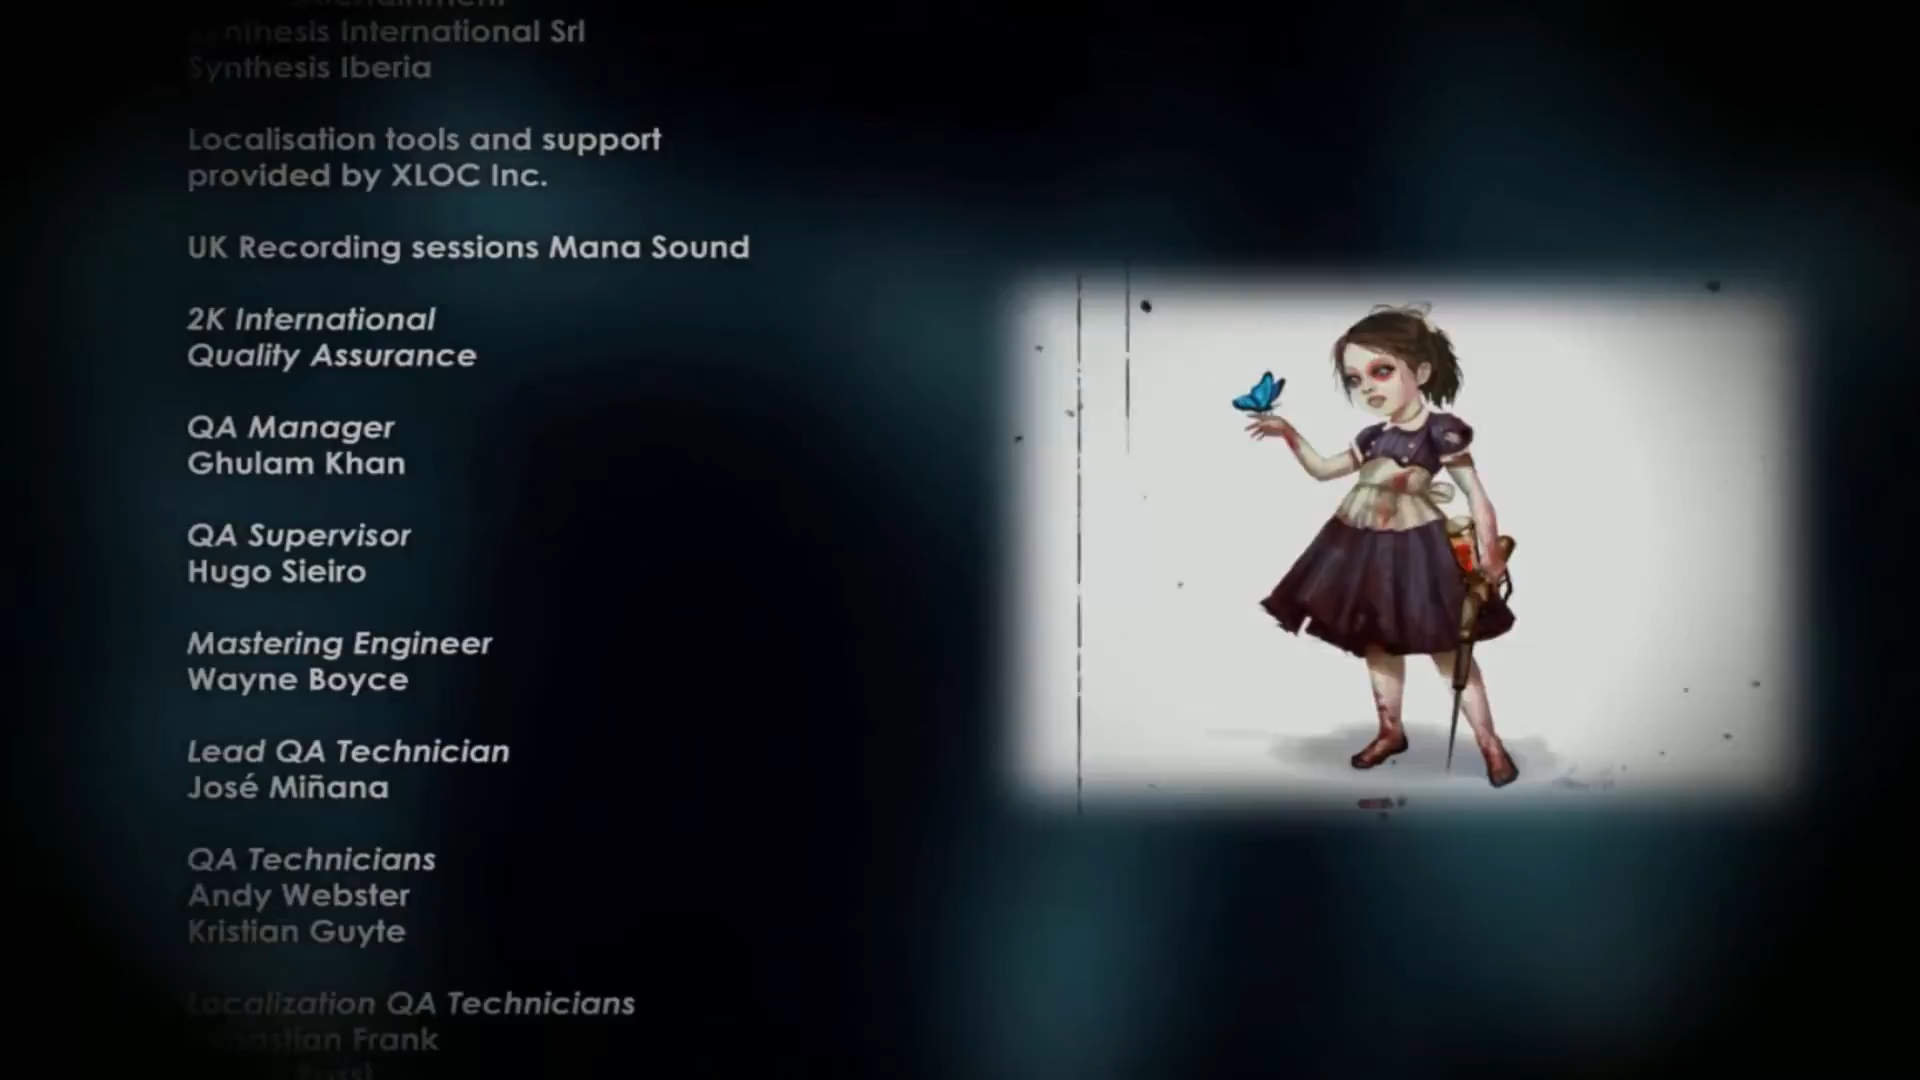 Synthesis International Srl
Synthesis Iberia
Localisation tools and support
provided by XLOC Inc.
UK Recording sessions Mana Sound
2K International
Quality Assurance
QA Manager
Ghulam Khan
QA Supervisor
Hugo Sieiro
Mastering Engineer
Wayne Boyce
Lead QA Technician
José Miñana
QA Technicians
Andy Webster
Kristian Guyte
Localization QA Technicians
Sebastian Frank